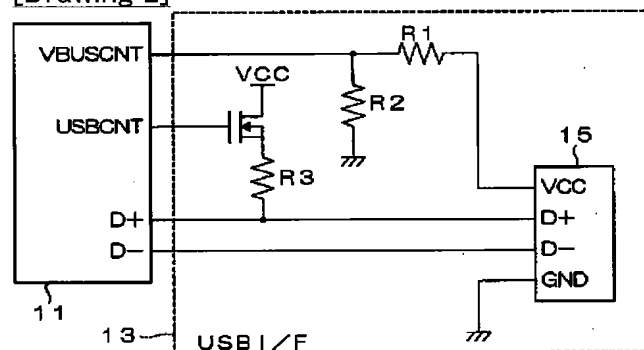 [Drawing 2]
VBUSCNT
R1
VCC
R2
USBCNT
15
R3
VCC
D+
D+
D-
D-
GND
11
13
USB I/F